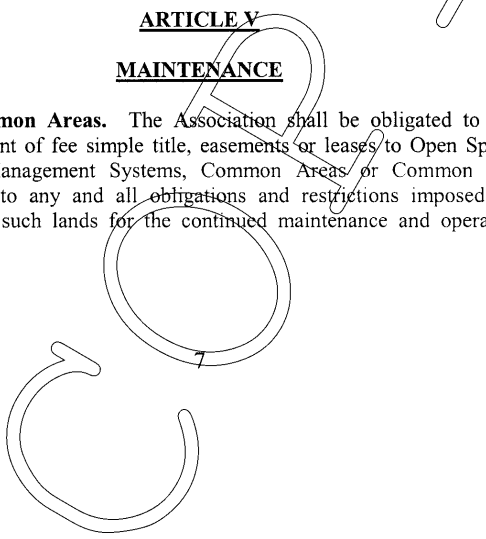 ARTICLE V
MAINTENANCE
mon Areas. The Association shall be obligated to
nt of fee simple title, easements or leases to Open Sp
anagement Systems, Common Areas or Common
to any and all obligations and restrictions imposed
such lands for the continued maintenance and opera
7
COP